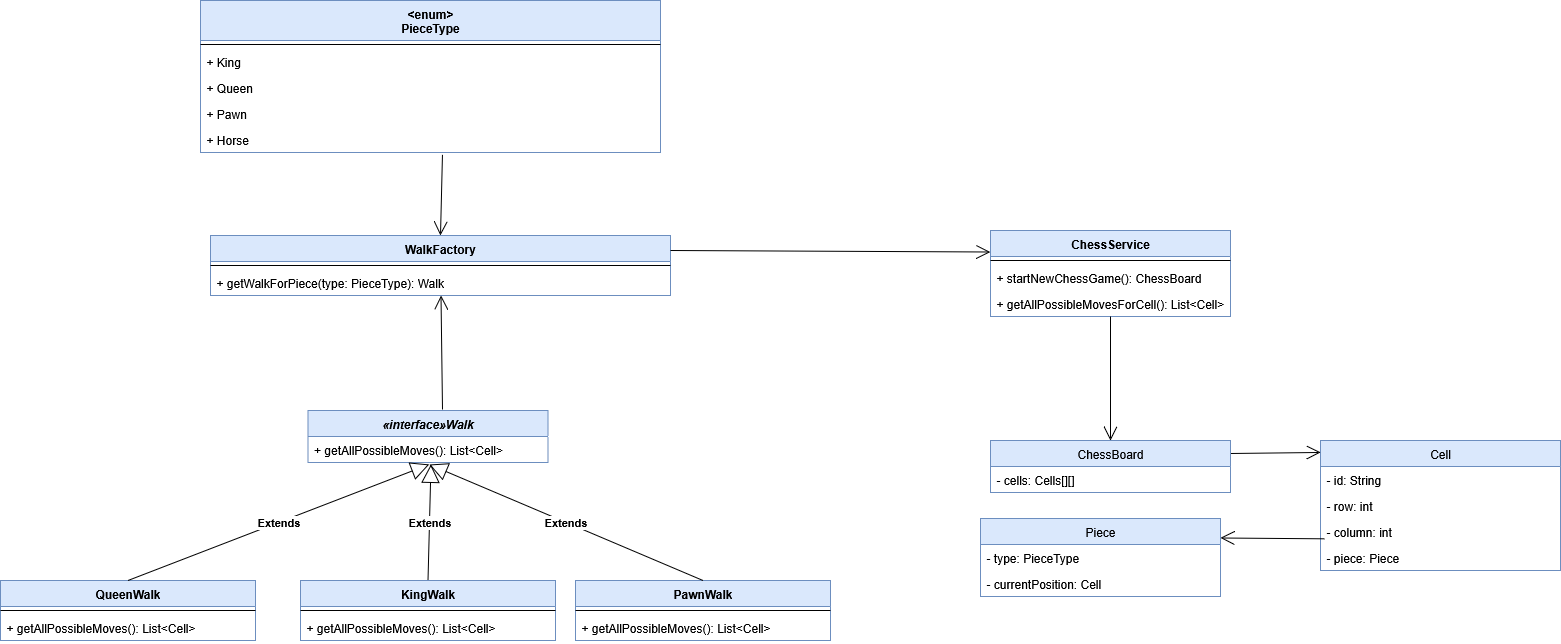 <enum>
PieceType
+ King
+ Queen
+ Pawn
+ Horse
WalkFactory
+ getWalkForPiece(type: PieceType): Walk
ChessService
+ startNewChessGame(): ChessBoard
+ getAllPossibleMovesForCell(): List<Cell>
«interface»Walk
+ getAllPossibleMoves(): List<Cell>
ChessBoard
- cells: Cells[][]
Cell
- id: String
- row: int
- column: int
- piece: Piece
Piece
- type: PieceType
- currentPosition: Cell
Extends
Extends
Extends
QueenWalk
+ getAllPossibleMoves(): List<Cell>
KingWalk
+ getAllPossibleMoves(): List<Cell>
PawnWalk
+ getAllPossibleMoves(): List<Cell>